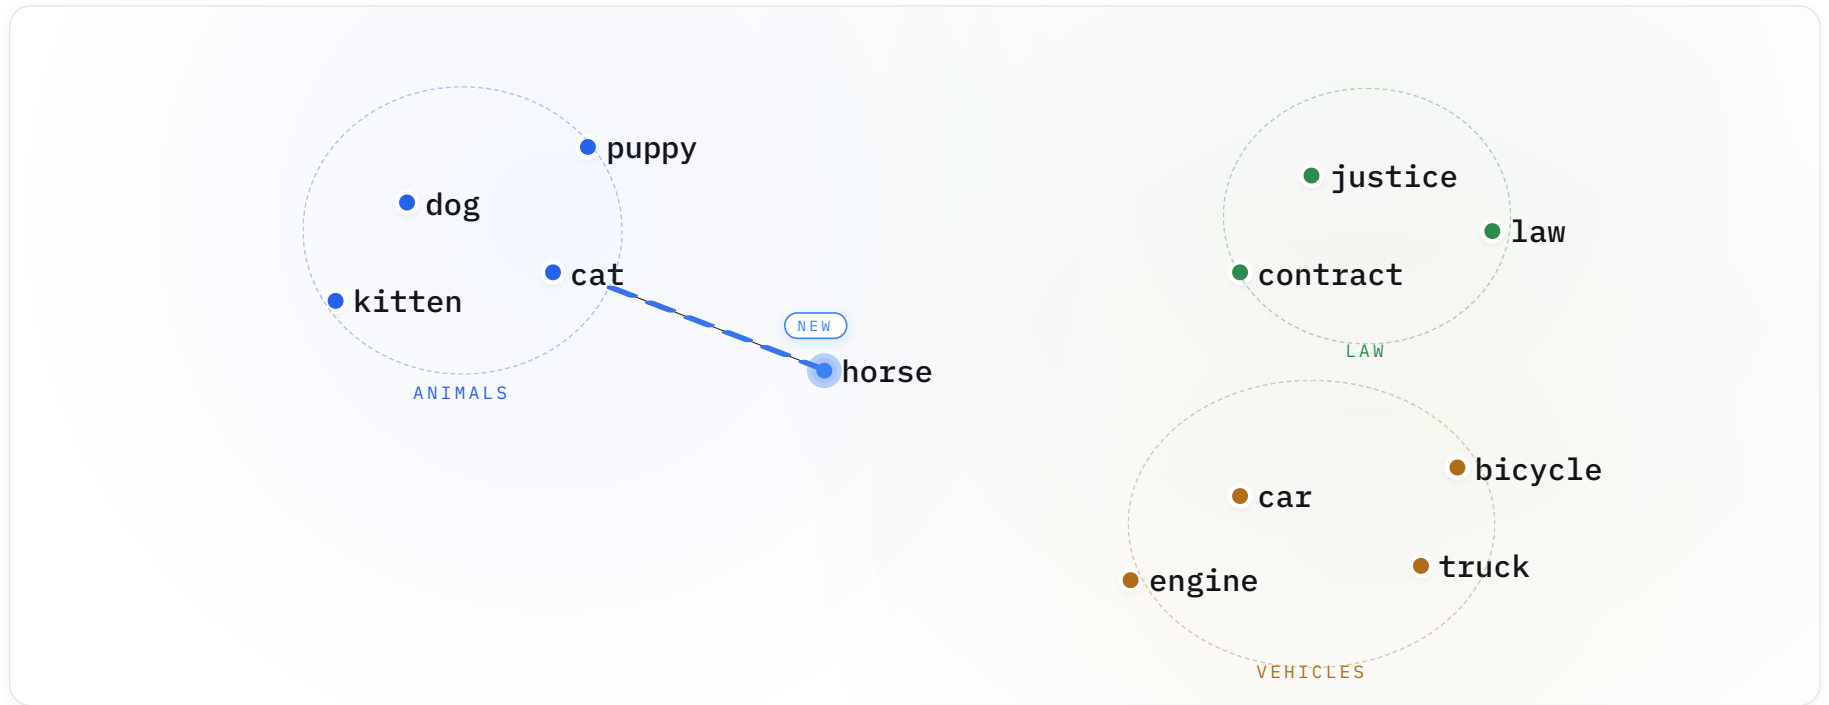 puppy
dog
cat
kitten
NEW
horse
ANIMALS
justice
law
contract
LAW
bicycle
car
truck
engine
VEHICLES